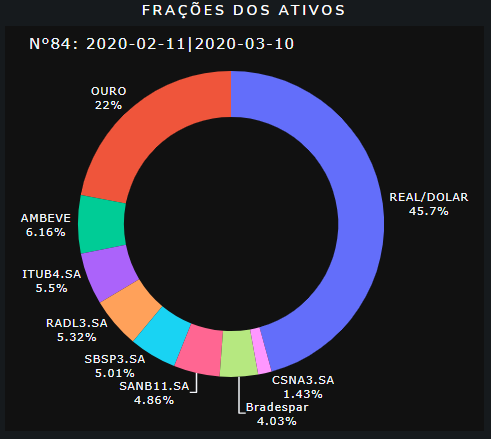 FRAÇÕES DOS ATIVOS
Nº84: 2020-02-11|2020-03-10
OURO
22%
REAL/DOLAR
45.7%
AMBEVE
6.16%
ITUB4.SA
5.5%
RADL3.SA
5.32%
SBSP3.SA
5.01%
SANB11.SA
4.86%
CSNA3.SA
1.43%
Bradespar
4.03%